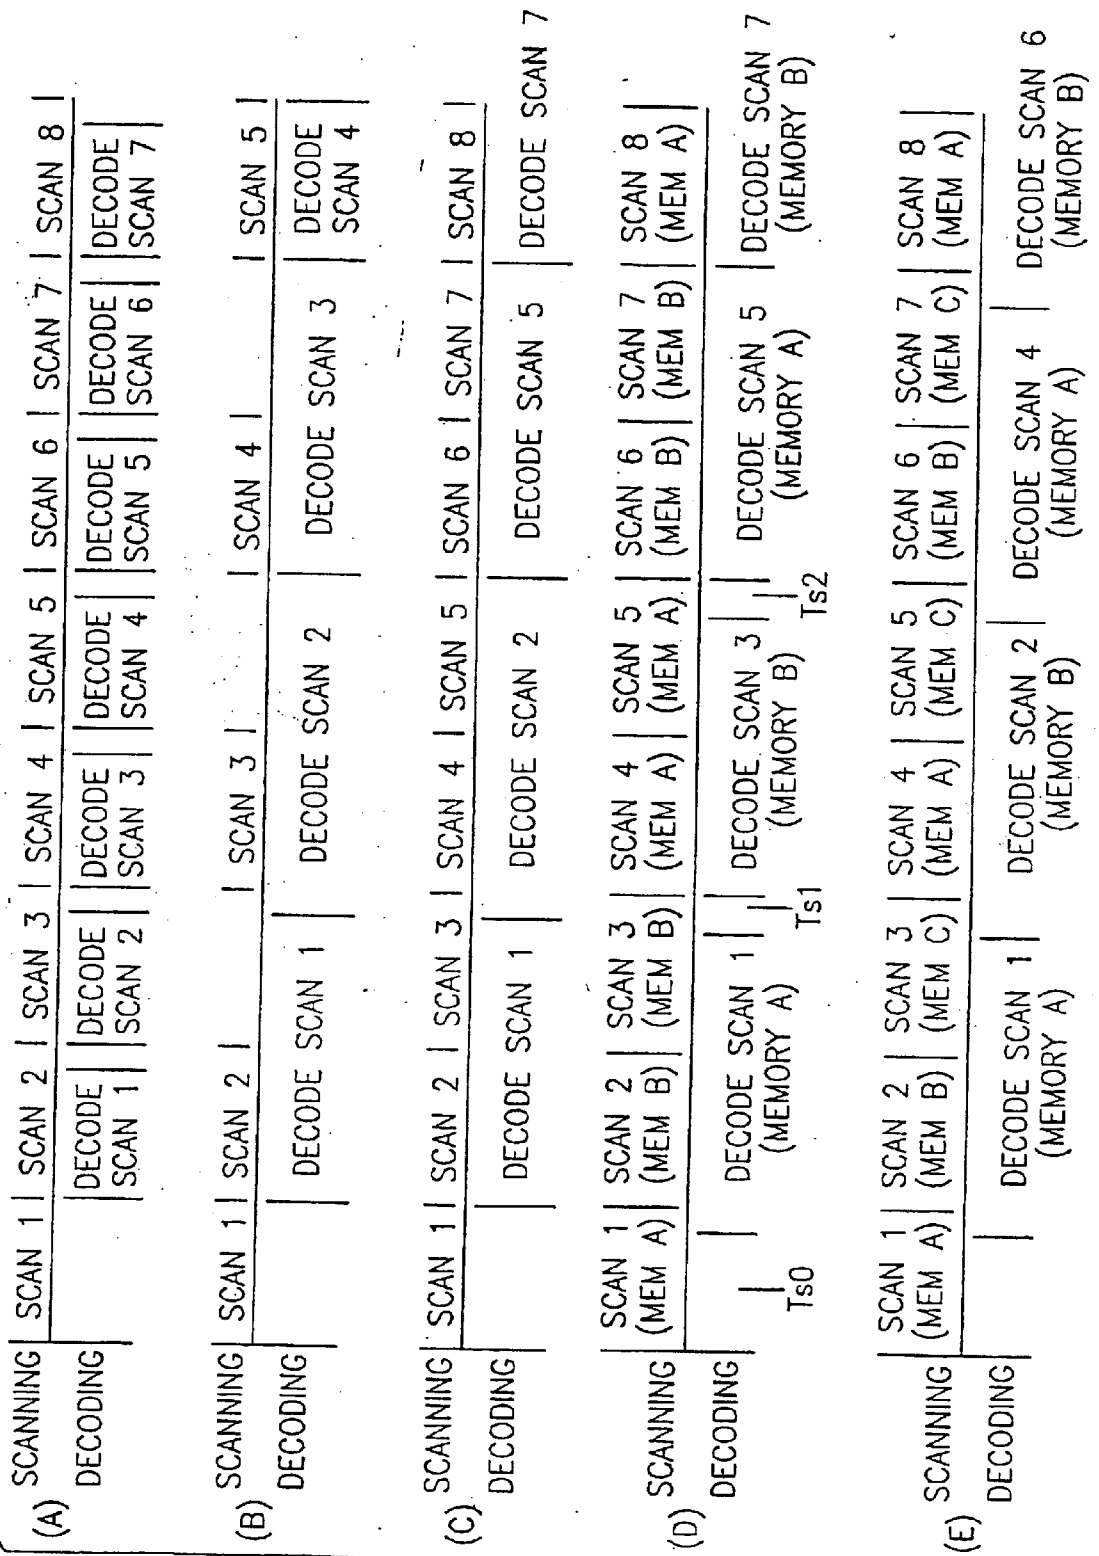 (A) SCANNING | SCAN 1 | SCAN 2 | SCAN 3 | SCAN 4 | SCAN 5 | SCAN 6 | SCAN 7 | SCAN 8 |
DECODING | DECODE | DECODE | DECODE | DECODE | DECODE | DECODE | DECODE |
SCAN 1 | SCAN 2 | SCAN 3 | SCAN 4 | SCAN 5 | SCAN 6 | SCAN 7 |
(B) SCANNING | SCAN 1 | SCAN 2 | | SCAN 3 | | SCAN 4 | | SCAN 5 |
DECODING | DECODE SCAN 1 | DECODE SCAN 2 | DECODE SCAN 3 | DECODE |
SCAN 4
(C) SCANNING | SCAN 1 | SCAN 2 | SCAN 3 | SCAN 4 | SCAN 5 | SCAN 6 | SCAN 7 | SCAN 8 |
DECODING | DECODE SCAN 1 | DECODE SCAN 2 | DECODE SCAN 5 | DECODE SCAN 7
(D) SCANNING | SCAN 1 | SCAN 2 | SCAN 3 | SCAN 4 | SCAN 5 | SCAN 6 | SCAN 7 | SCAN 8 |
(MEM A) | (MEM B) | (MEM B) | (MEM A) | (MEM A) | (MEM B) | (MEM B) | (MEM A) |
DECODING | DECODE SCAN 1 | DECODE SCAN 3 | DECODE SCAN 5 | DECODE SCAN 7
(MEMORY A) (MEMORY B) (MEMORY A) (MEMORY B)
Ts0 Ts1 Ts2
(E) SCANNING | SCAN 1 | SCAN 2 | SCAN 3 | SCAN 4 | SCAN 5 | SCAN 6 | SCAN 7 | SCAN 8 |
(MEM A) | (MEM B) | (MEM C) | (MEM A) | (MEM C) | (MEM B) | (MEM C) | (MEM A) |
DECODING | DECODE SCAN 1 | DECODE SCAN 2 | DECODE SCAN 4 | DECODE SCAN 6
(MEMORY A) (MEMORY B) (MEMORY A) (MEMORY B)